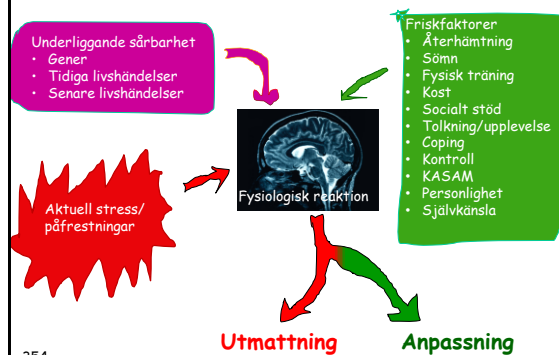 Underliggande sårbarhet
• Gener
• Tidiga livshändelser
• Senare livshändelser
Friskfaktorer
• Återhämtning
• Sömn
• Fysisk träning
• Kost
• Socialt stöd
• Tolkning/upplevelse
• Coping
• Kontroll
• KASAM
• Personlighet
• Självkänsla
Fysiologisk reaktion
Aktuell stress/
påfrestningar
Utmattning
Anpassning